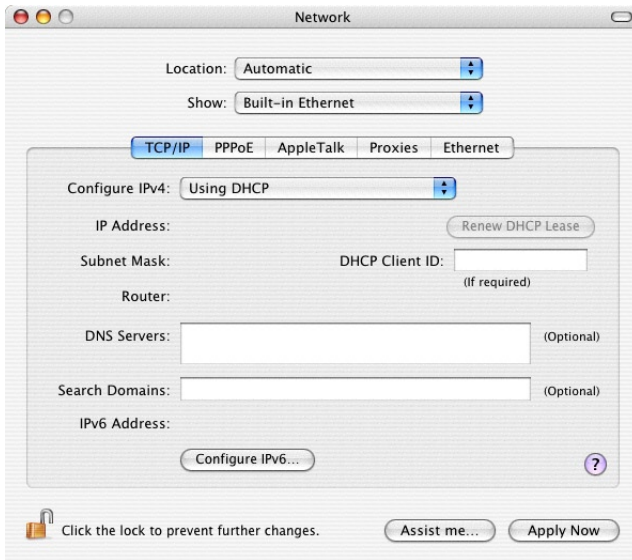 Network
Location: Automatic
Show: Built-in Ethernet
TCP/IP PPPoE AppleTalk Proxies Ethernet
Configure IPv4: Using DHCP
IP Address: Renew DHCP Lease
Subnet Mask: DHCP Client ID:
(If required)
Router:
DNS Servers: (Optional)
Search Domains: (Optional)
IPv6 Address:
Configure IPv6... ?
Click the lock to prevent further changes. Assist me... Apply Now